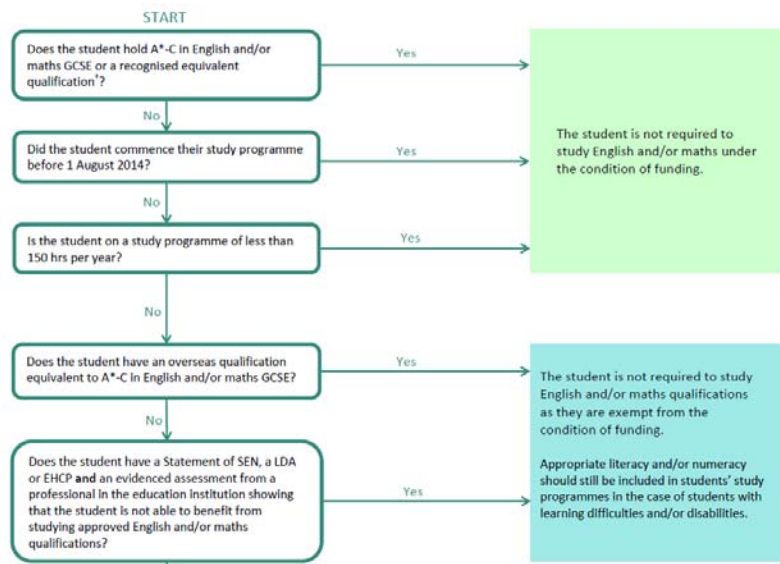 START
Does the student hold A*-C in English and/or
maths GCSE or a recognised equivalent
qualification*?
Yes
No
Did the student commence their study programme
before 1 August 2014?
Yes
The student is not required to
study English and/or maths under
the condition of funding.
No
Is the student on a study programme of less than
150 hrs per year?
Yes
No
Does the student have an overseas qualification
equivalent to A*-C in English and/or maths GCSE?
Yes
No
The student is not required to study
English and/or maths qualifications
as they are exempt from the
condition of funding.
Appropriate literacy and/or numeracy
should still be included in students' study
programmes in the case of students with
learning difficulties and/or disabilities.
Does the student have a Statement of SEN, a LDA
or EHCP and an evidenced assessment from a
professional in the education institution showing
that the student is not able to benefit from
studying approved English and/or maths
qualifications?
Yes